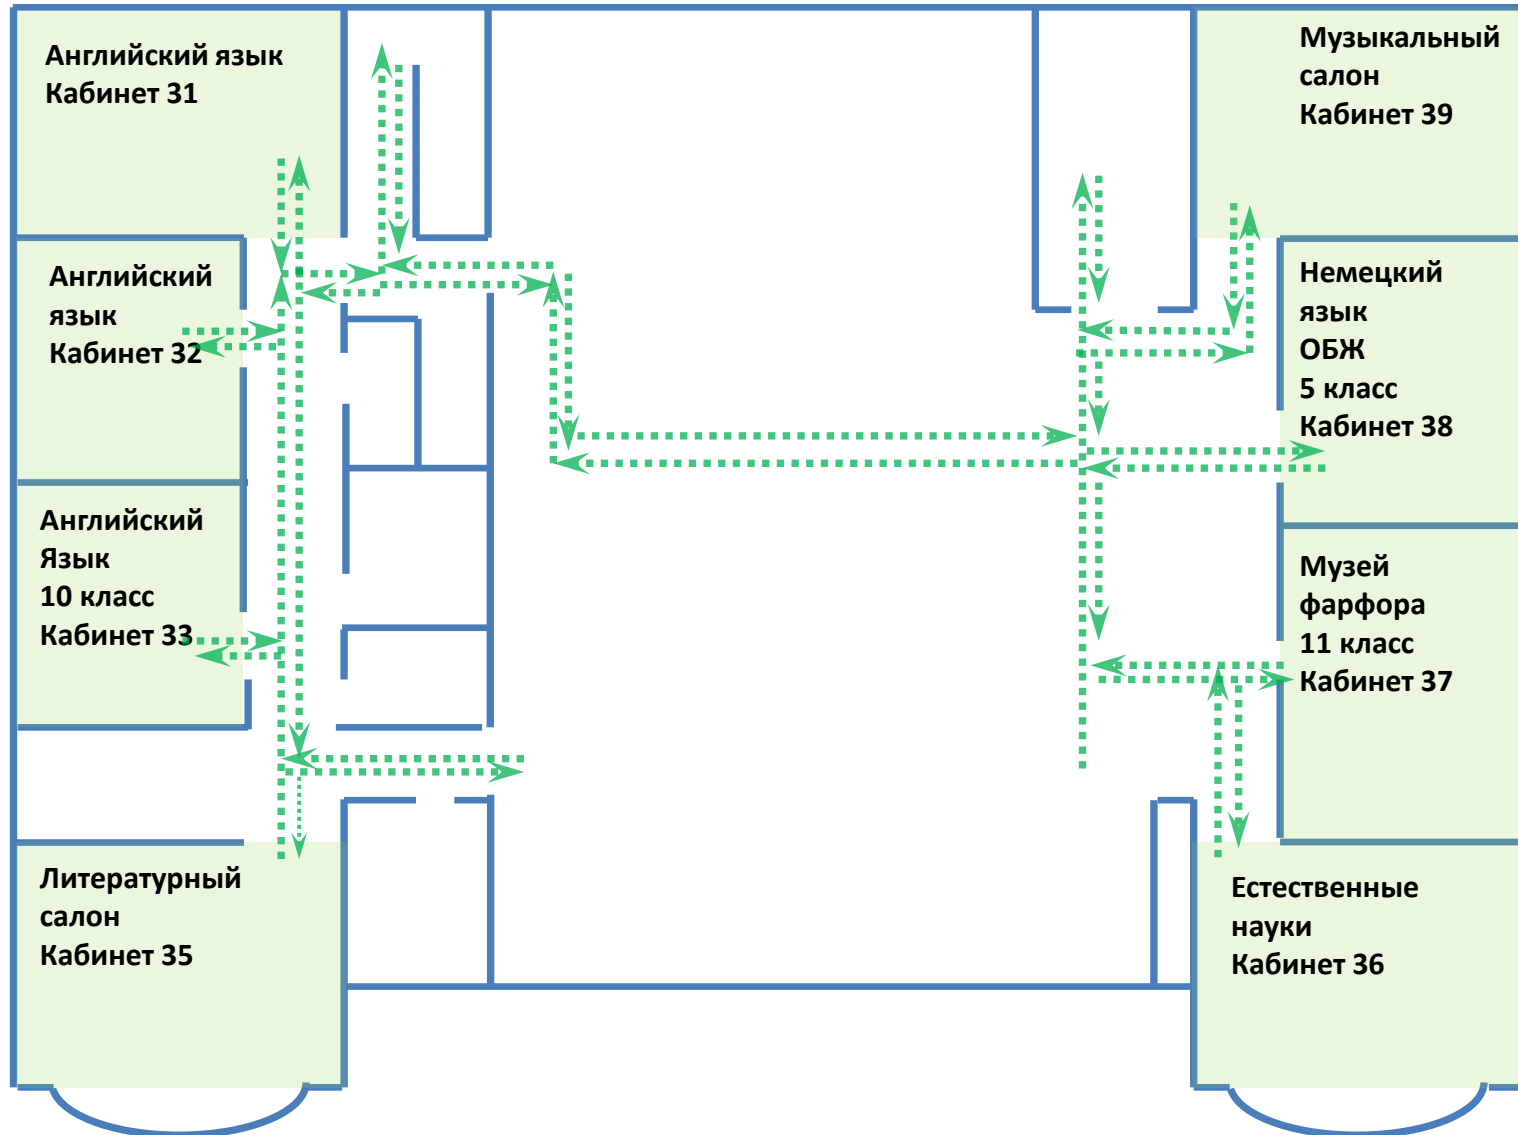 Английский язык
Кабинет 31
Английский
язык
Кабинет 32
Английский
Язык
10 класс
Кабинет 33
Литературный
салон
Кабинет 35
Музыкальный
салон
Кабинет 39
Немецкий
язык
ОБЖ
5 класс
Кабинет 38
Музей
фарфора
11 класс
Кабинет 37
Естественные
науки
Кабинет 36